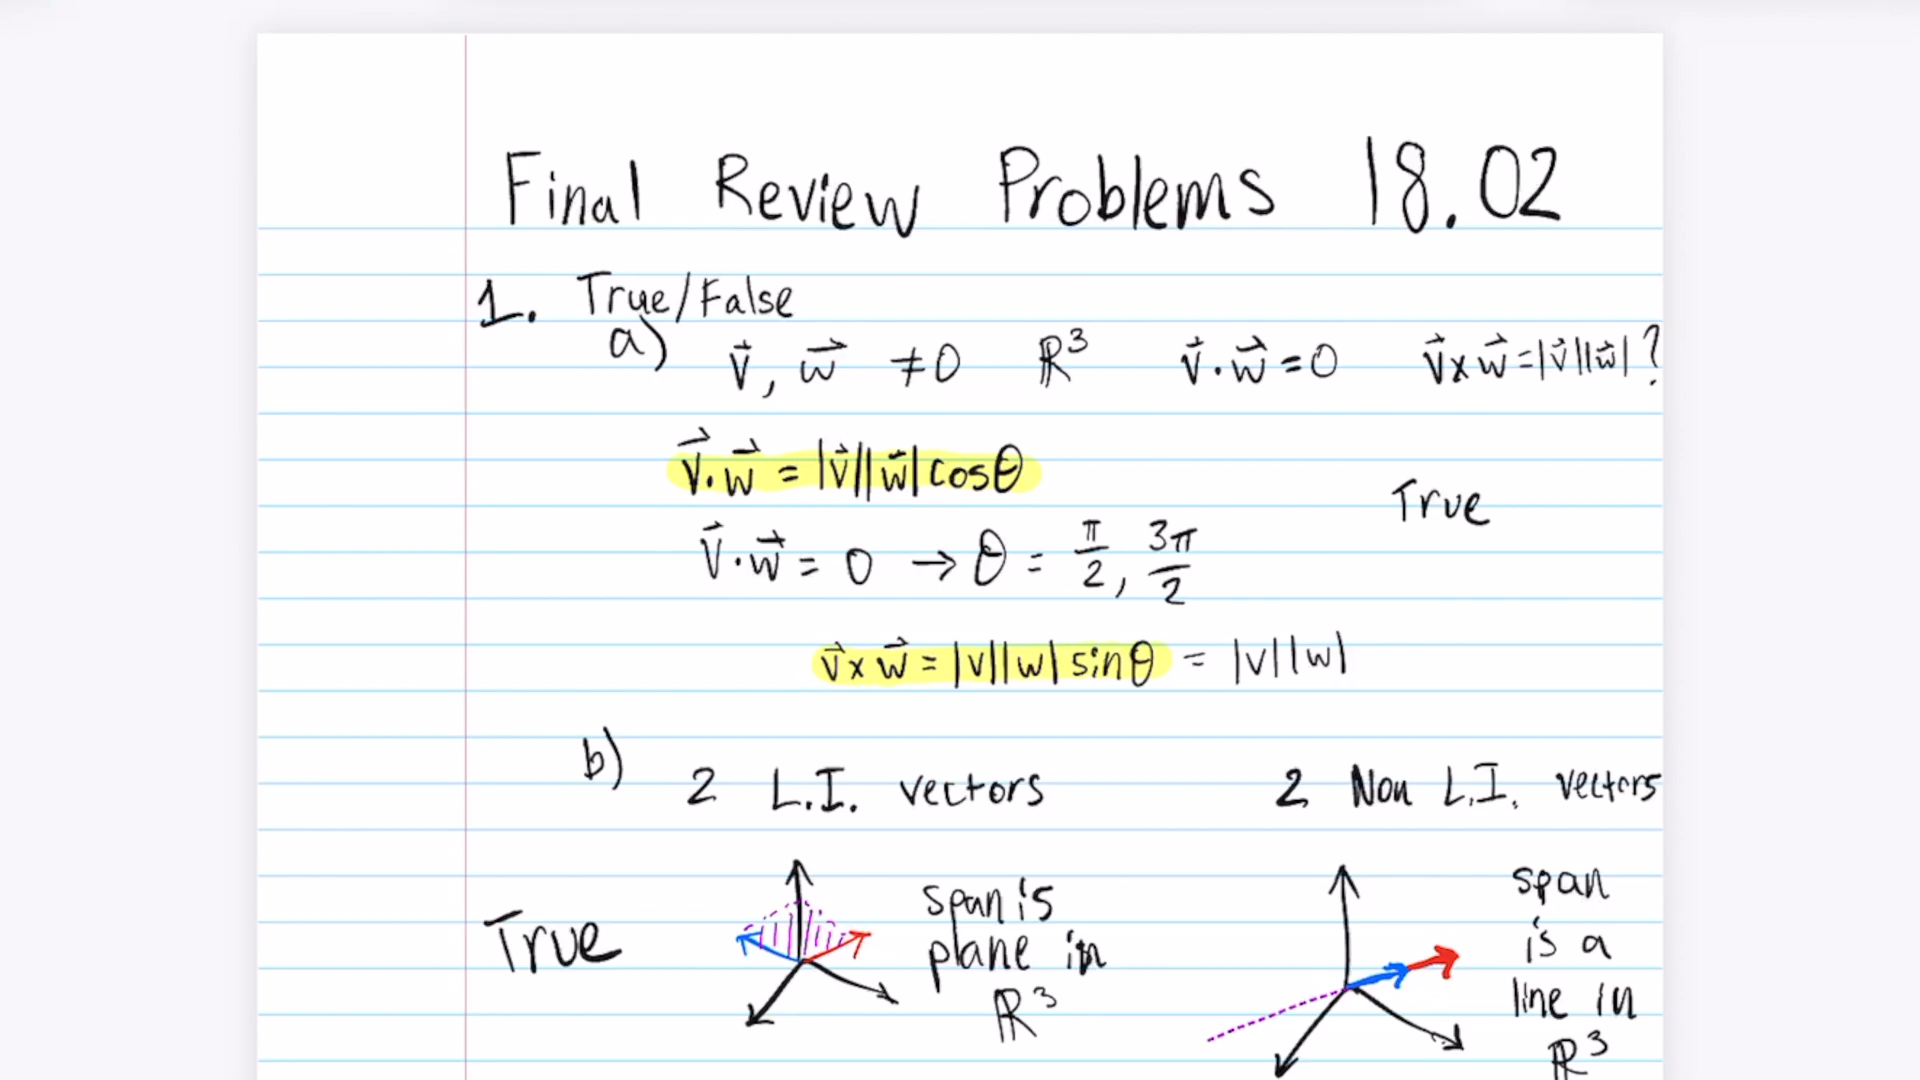 Final Review Problems 18.02
1. True/False
a) v⃗, w⃗ ≠0 ℝ³ v⃗·w⃗=0 v⃗×w⃗=|v⃗||w⃗|?
v⃗·w⃗ = |v⃗||w⃗| cosθ
True
v⃗·w⃗ = 0 → θ = π/2, 3π/2
v⃗×w⃗ = |v||w| sinθ = |v||w|
b) 2 L.I. vectors 2 Non L.I. vectors
True
span is
plane in
ℝ³
span
is a
line in
ℝ³